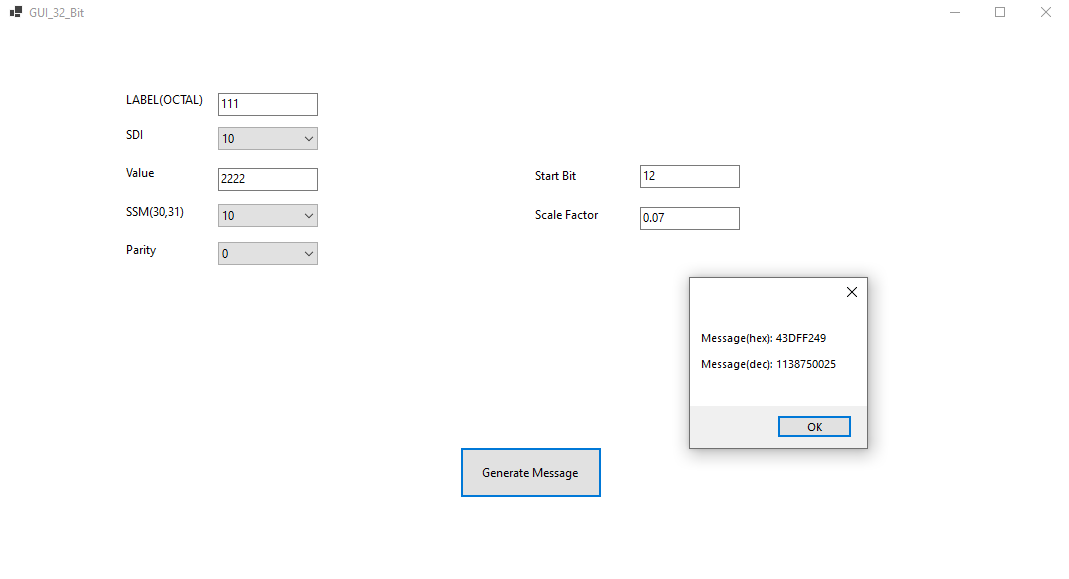 GUI_32_Bit
LABEL(OCTAL) 111
SDI 10
Value 2222
SSM(30,31) 10
Parity 0
Start Bit 12
Scale Factor 0.07
Message(hex): 43DFF249
Message(dec): 1138750025
OK
Generate Message